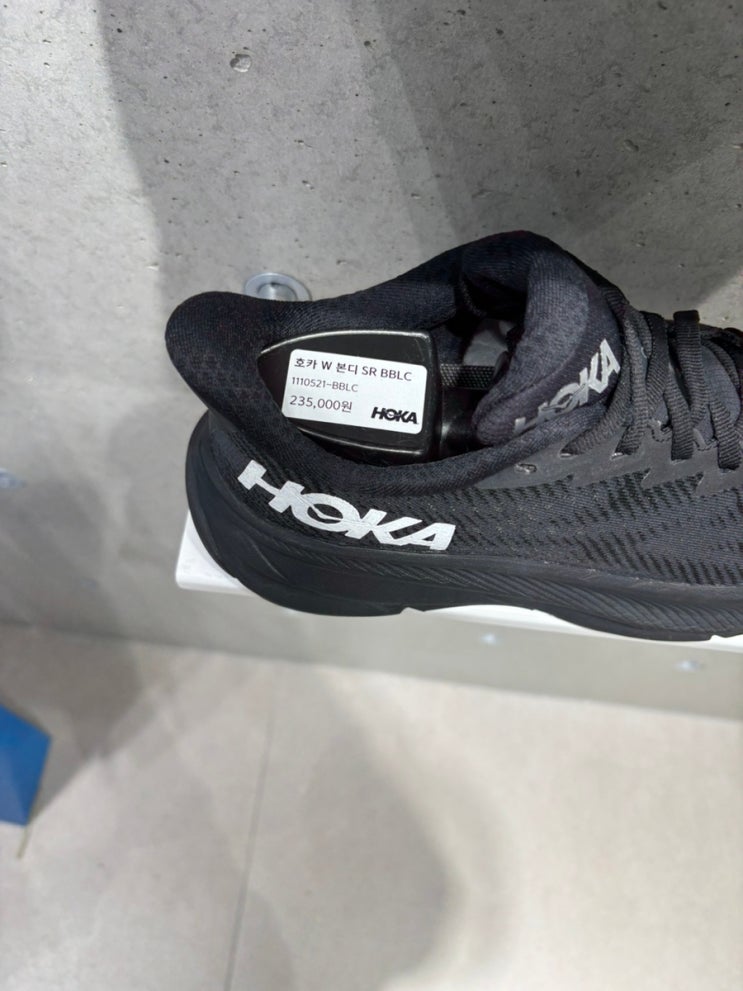 호카 W 본디 SR BBLC
1110521-BBLC
235,000원 HOKA
HOKA
HOKA